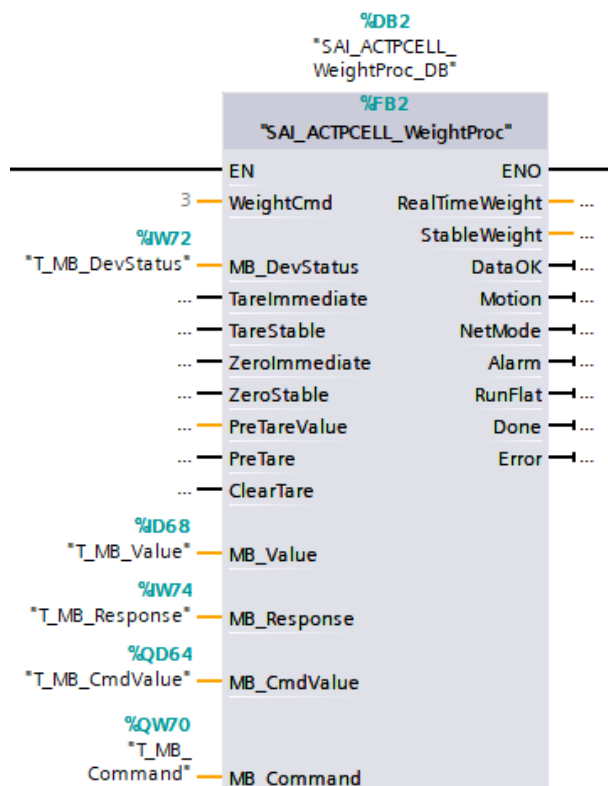 %DB2
"SAI_ACTPCELL_
WeightProc_DB"
%FB2
"SAI_ACTPCELL_WeightProc"
EN ENO
3 WeightCmd RealTimeWeight ...
StableWeight ...
%IW72
"T_MB_DevStatus" MB_DevStatus DataOK ...
... TareImmediate Motion ...
... TareStable NetMode ...
... ZeroImmediate Alarm ...
... ZeroStable RunFlat ...
... PreTareValue Done ...
... PreTare Error ...
... ClearTare
%ID68
"T_MB_Value" MB_Value
%IW74
"T_MB_Response" MB_Response
%QD64
"T_MB_CmdValue" MB_CmdValue
%QW70
"T_MB_
Command" MB_Command